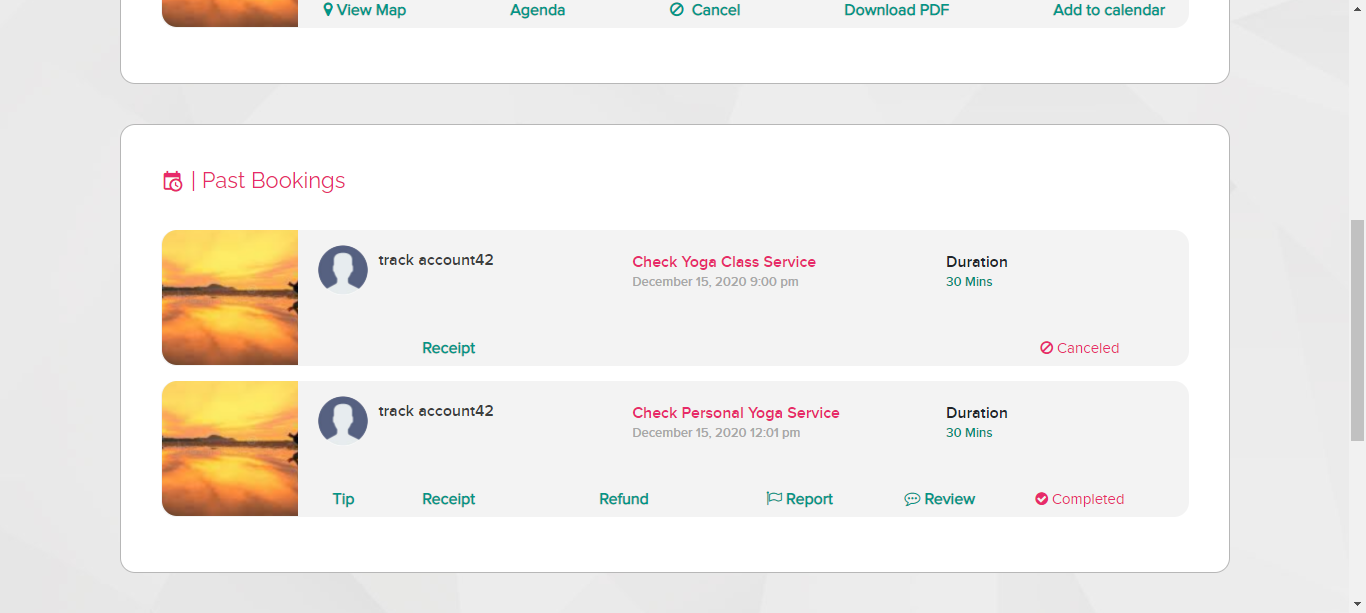 View Map Agenda Cancel Download PDF Add to calendar
| Past Bookings
track account42 Check Yoga Class Service Duration
December 15, 2020 9:00 pm 30 Mins
Receipt Canceled
track account42 Check Personal Yoga Service Duration
December 15, 2020 12:01 pm 30 Mins
Tip Receipt Refund Report Review Completed